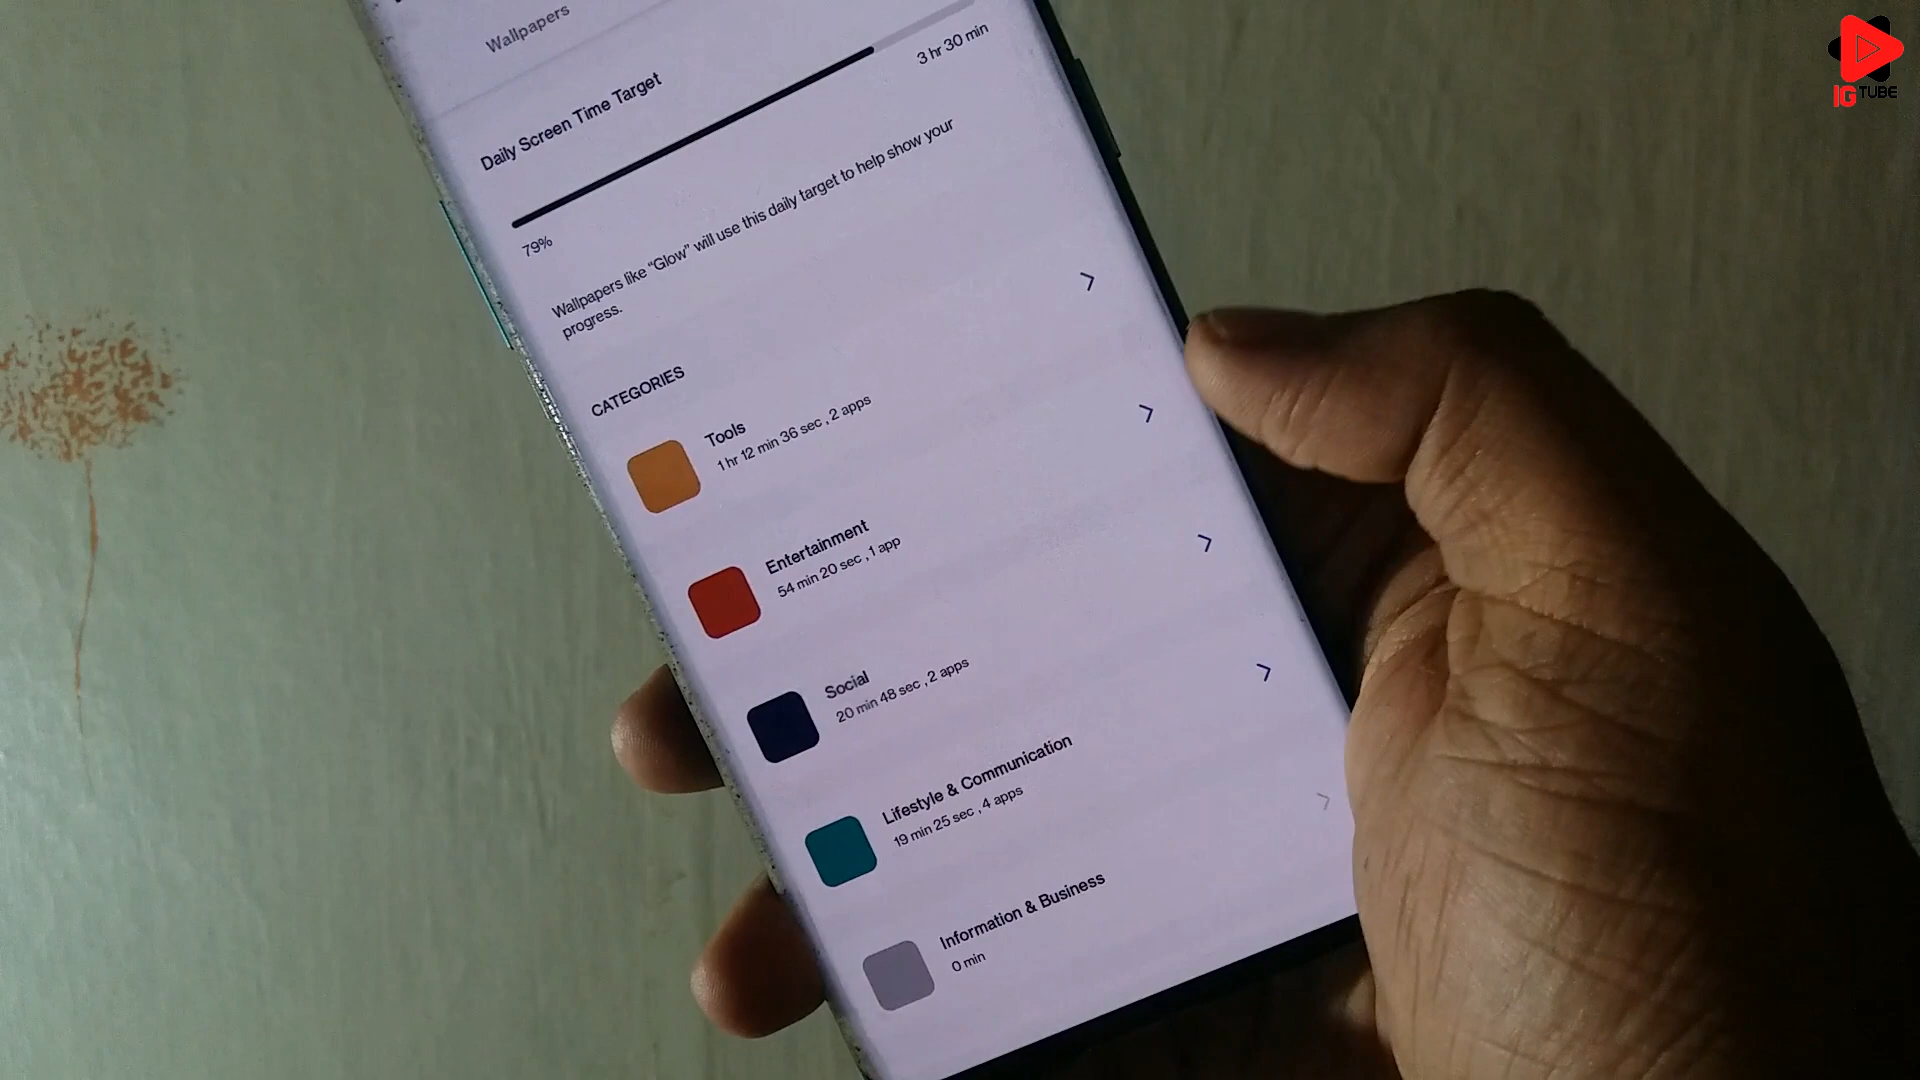 IG TUBE
Wallpapers
Daily Screen Time Target
3 hr 30 min
79%
Wallpapers like “Glow” will use this daily target to help show your
progress.
CATEGORIES
Tools
1 hr 12 min 36 sec , 2 apps
Entertainment
54 min 20 sec , 1 app
Social
20 min 48 sec , 2 apps
Lifestyle & Communication
19 min 25 sec , 4 apps
Information & Business
0 min